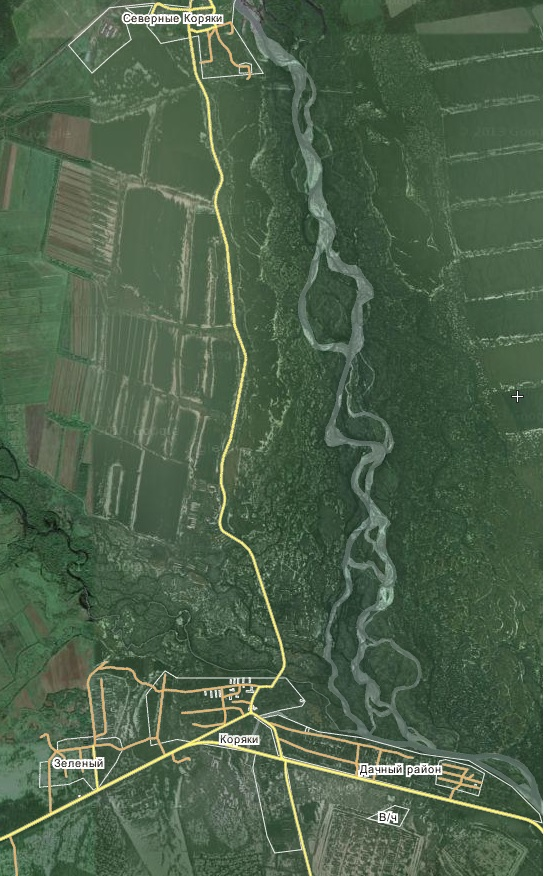 Северные Коряки
Зеленый
Коряки
Дачный район
В/ч